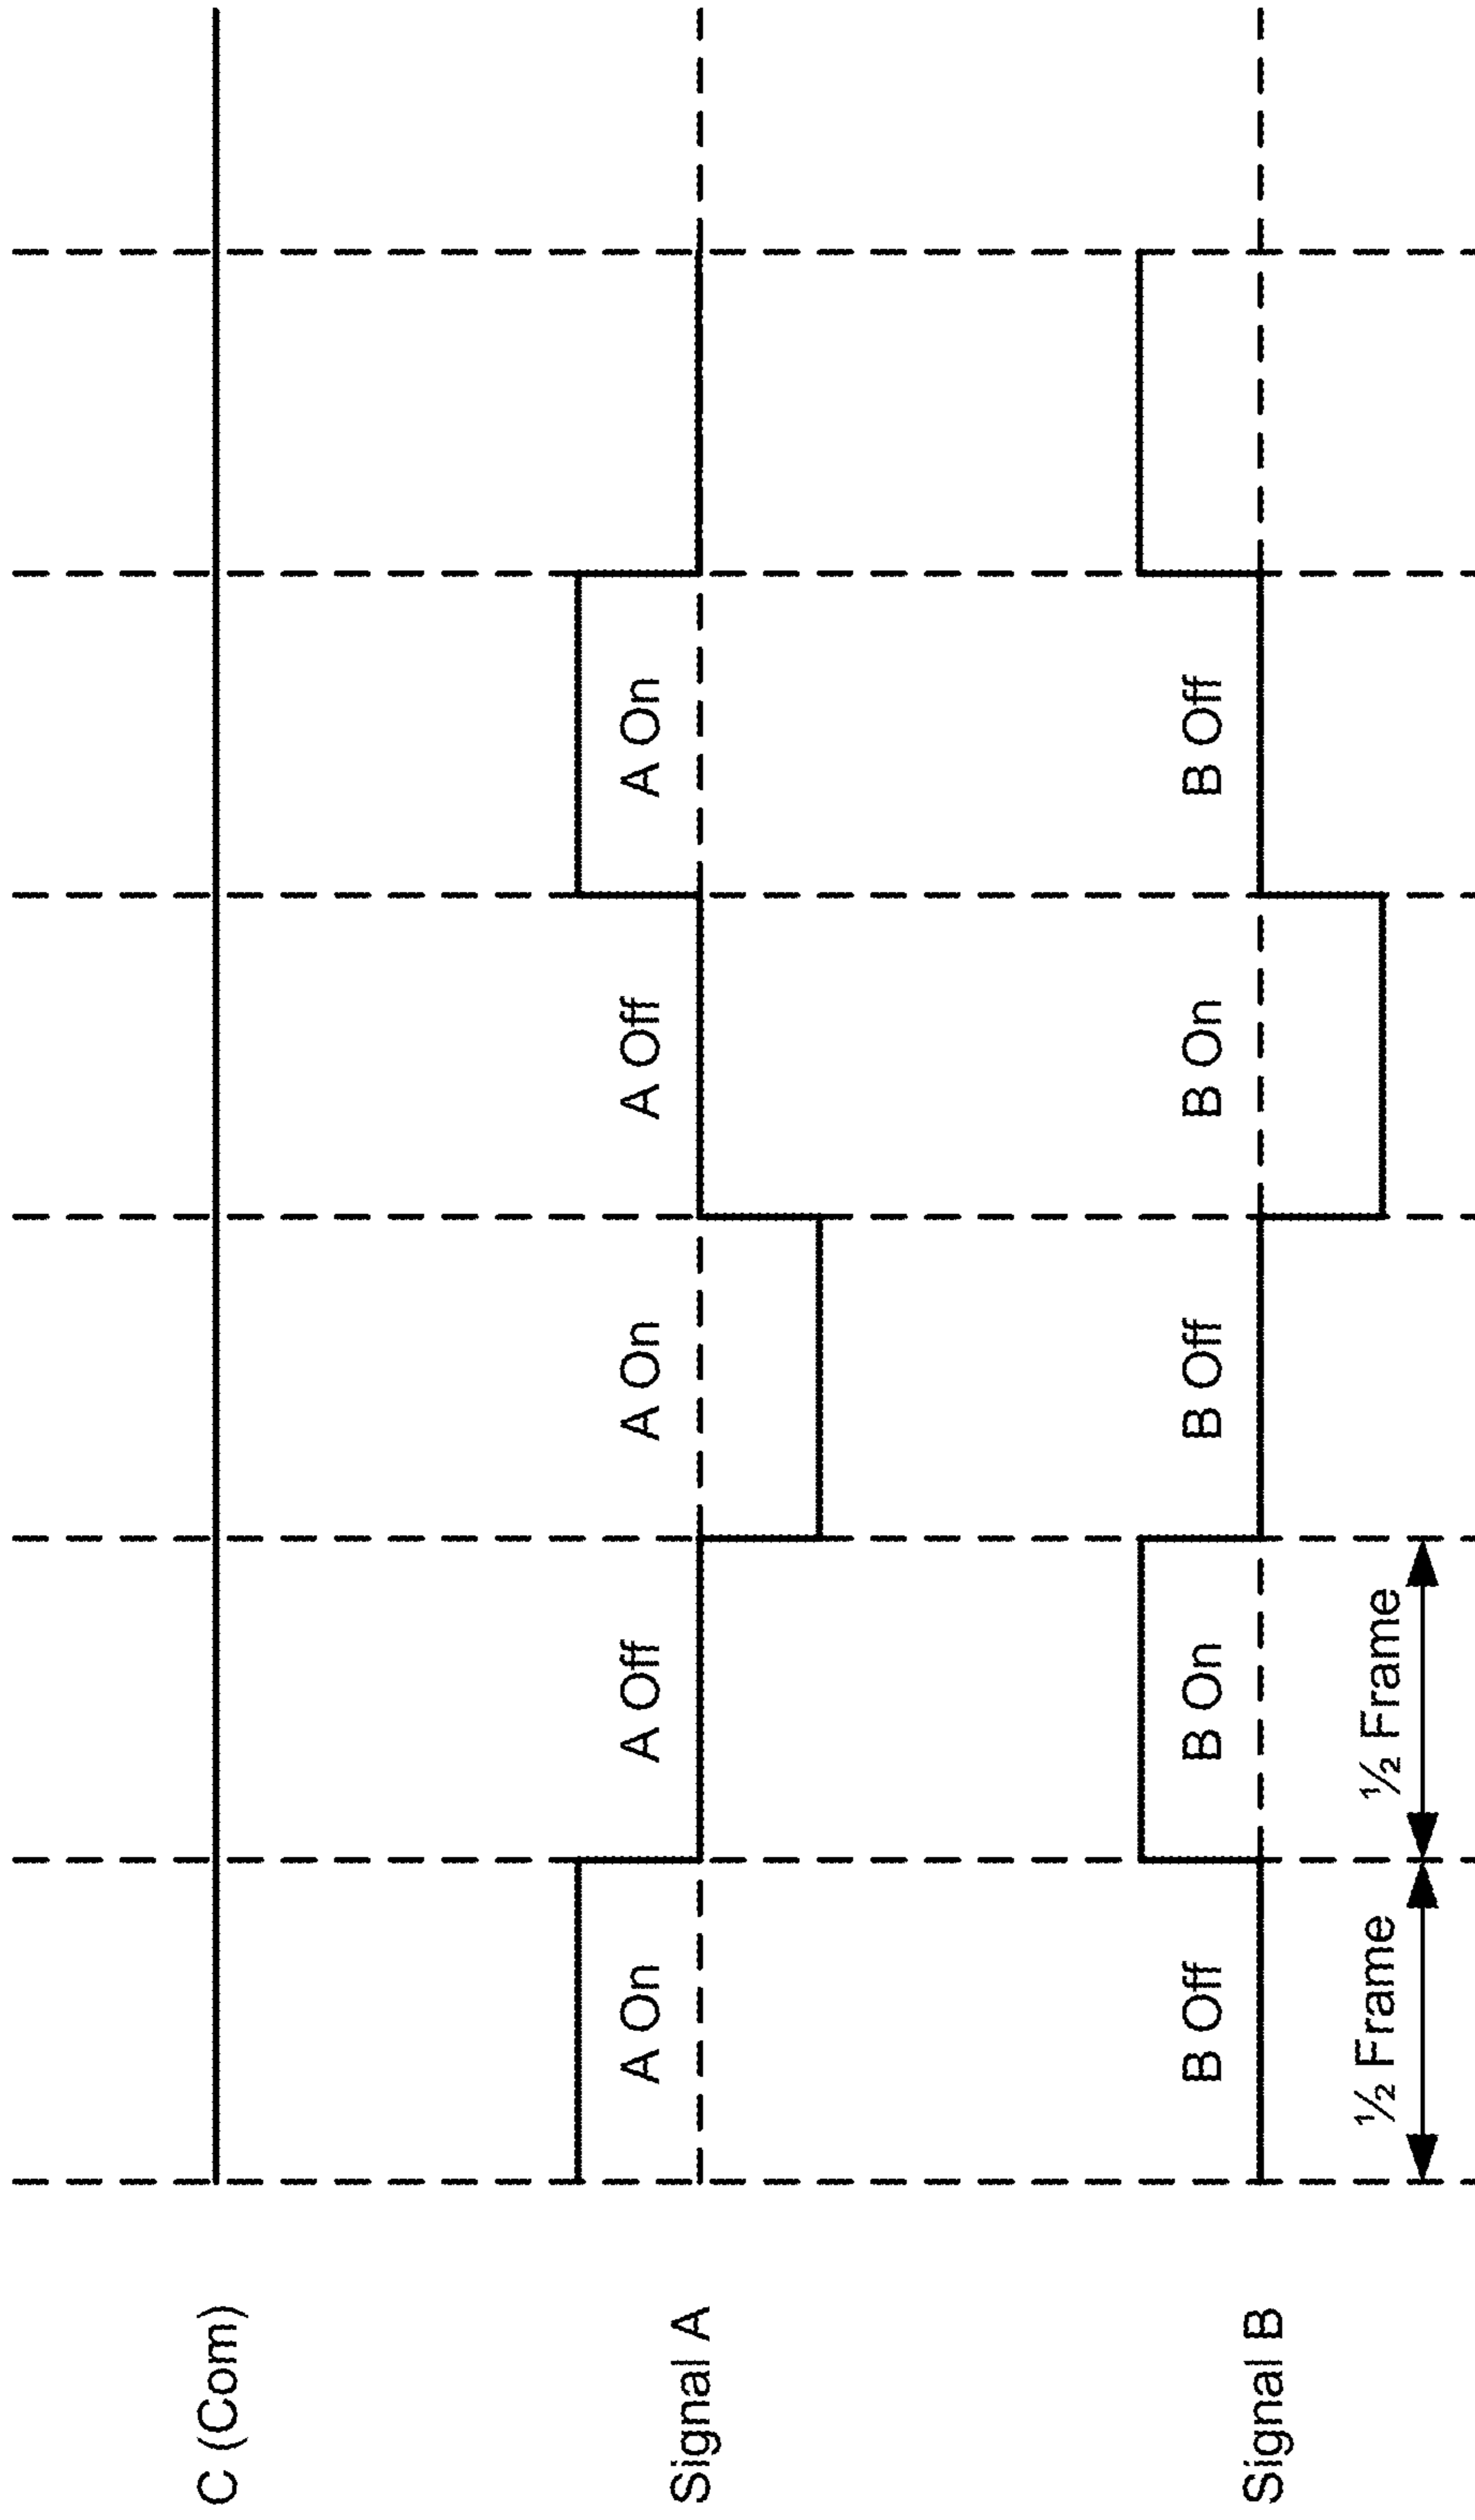 C (Com)
Signal A
A On
A Off
A On
A Off
A On
Signal B
B Off
B On
B Off
B On
B Off
½ Frame
½ Frame